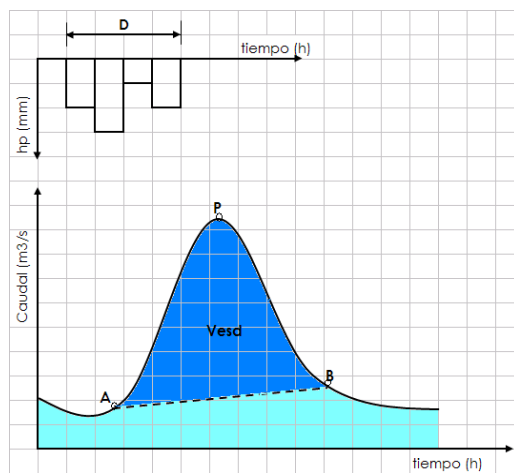 D
tiempo (h)
hp (mm)
P
Caudal (m3/s
Vesd
A
B
tiempo (h)